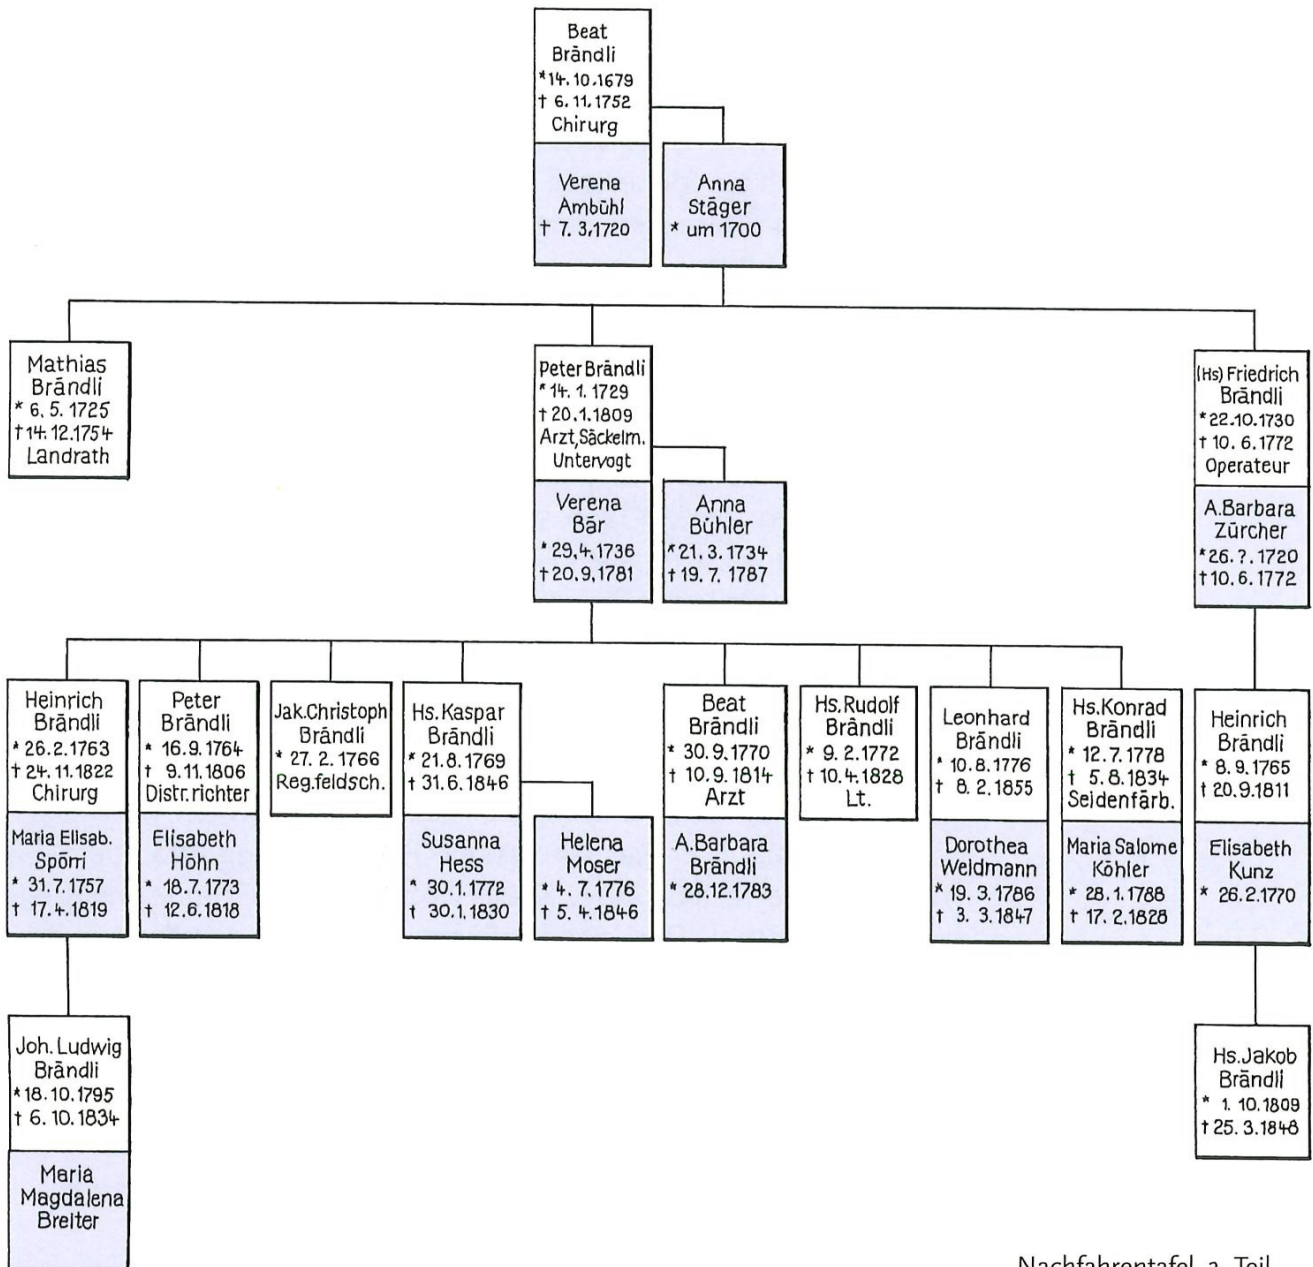 Beat
Brändli
*14.10.1679
† 6.11.1752
Chirurg
Verena
Ambühl
† 7.3.1720
Anna
Stäger
* um 1700
Mathias
Brändli
* 6.5.1725
†14.12.1754
Landrath
Peter Brändli
*14.1.1729
†20.1.1809
Arzt, Säckelm.
Untervogt
Verena
Bär
*29.4.1736
†20.9.1781
Anna
Bühler
*21.3.1734
†19.7.1787
(Hs) Friedrich
Brändli
*22.10.1730
†10.6.1772
Operateur
A.Barbara
Zürcher
*26.?.1720
†10.6.1772
Heinrich
Brändli
*26.2.1763
†24.11.1822
Chirurg
Maria Elisab.
Spörri
* 31.7.1757
† 17.4.1819
Peter
Brändli
* 16.9.1764
† 9.11.1806
Distr.richter
Elisabeth
Höhn
* 18.7.1773
† 12.6.1818
Jak.Christoph
Brändli
* 27.2.1766
Reg.feldsch.
Hs.Kaspar
Brändli
* 21.8.1769
† 31.6.1846
Susanna
Hess
* 30.1.1772
† 30.1.1830
Helena
Moser
* 4.7.1776
† 5.4.1846
Beat
Brändli
* 30.9.1770
† 10.9.1814
Arzt
A.Barbara
Brändli
* 28.12.1783
Hs.Rudolf
Brändli
* 9.2.1772
† 10.4.1828
Lt.
Leonhard
Brändli
* 10.8.1776
† 8.2.1855
Dorothea
Weidmann
* 19.3.1786
† 3.3.1847
Hs.Konrad
Brändli
* 12.7.1778
† 5.8.1834
Seidenfärb.
Maria Salome
Köhler
* 28.1.1788
† 17.2.1828
Heinrich
Brändli
* 8.9.1765
† 20.9.1811
Elisabeth
Kunz
* 26.2.1770
Joh. Ludwig
Brändli
*18.10.1795
† 6.10.1834
Maria
Magdalena
Breiter
Hs.Jakob
Brändli
* 1.10.1809
†25.3.1848
Nachfahrentafel, 2. Teil